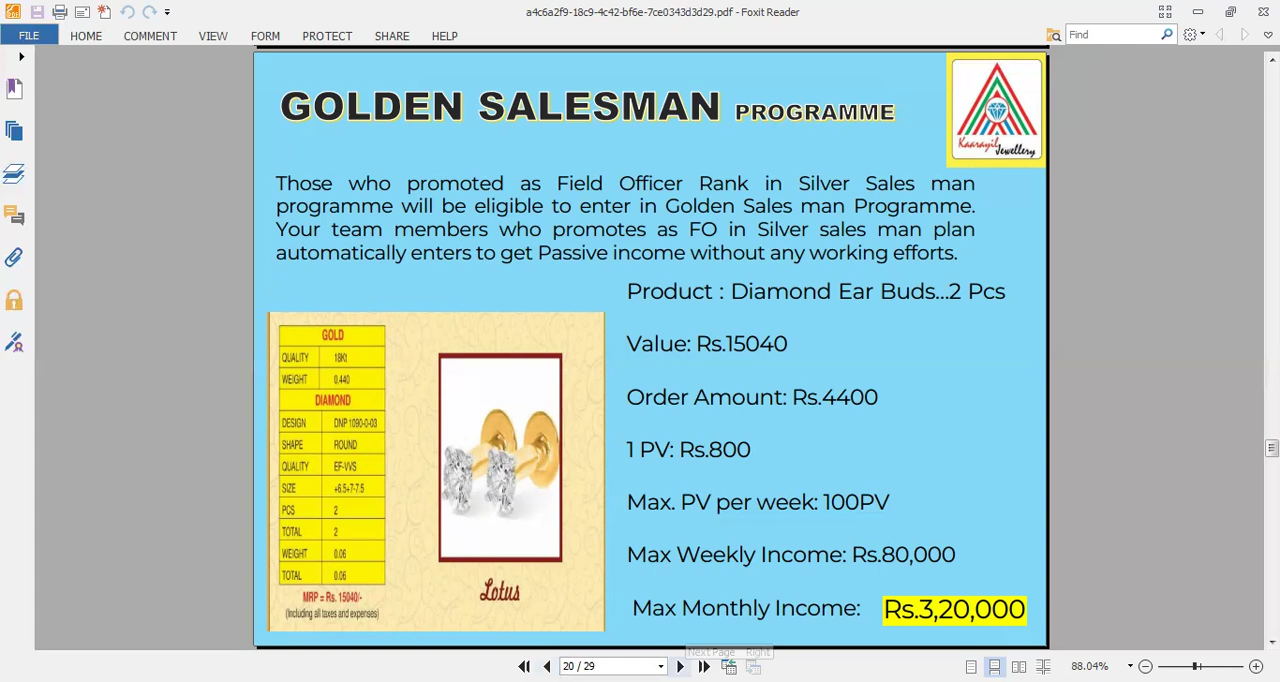 a4c6a2f9-18c9-4c42-bf6e-7ce0343d3d29.pdf - Foxit Reader
FILE HOME COMMENT VIEW FORM PROTECT SHARE HELP
Find
GOLDEN SALESMAN PROGRAMME
Kaarayil Jewellery
Those who promoted as Field Officer Rank in Silver Sales man
programme will be eligible to enter in Golden Sales man Programme.
Your team members who promotes as FO in Silver sales man plan
automatically enters to get Passive income without any working efforts.
Product : Diamond Ear Buds...2 Pcs
Value: Rs.15040
Order Amount: Rs.4400
1 PV: Rs.800
Max. PV per week: 100PV
Max Weekly Income: Rs.80,000
Max Monthly Income: Rs.3,20,000
GOLD
QUALITY 18Kt
WEIGHT 0.440
DIAMOND
DESIGN DNP 1090-0-03
SHAPE ROUND
QUALITY EF-VVS
SIZE +6.5+7-7.5
PCS 2
TOTAL 2
WEIGHT 0.06
TOTAL 0.06
MRP = Rs. 15040/-
(Including all taxes and expenses)
Lotus
Next Page Right
20 / 29
88.04%